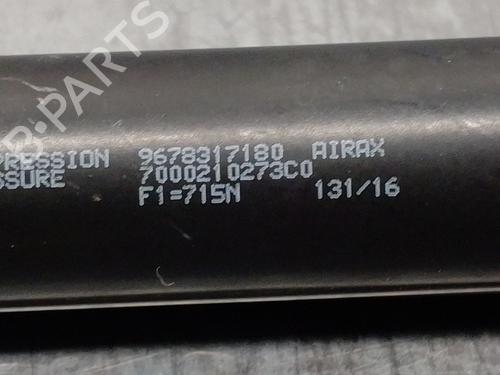 PRESSION 9678317180 AIRAX
SSURE 7000210273C0
F1=715N 131/16
B-PARTS